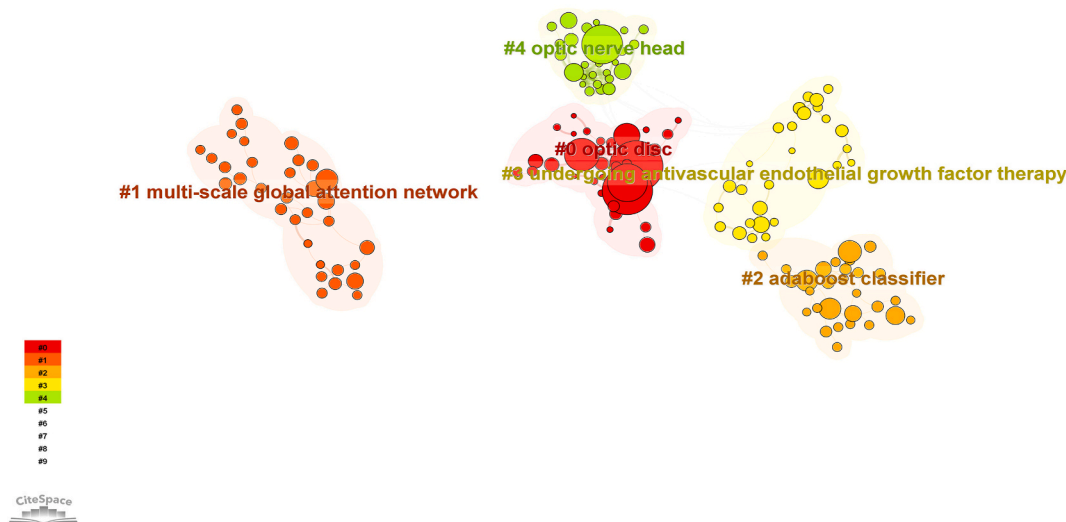 #4 optic nerve head
#0 optic disc
#3 undergoing antivascular endothelial growth factor therapy
#1 multi-scale global attention network
#2 adaboost classifier
#0
#1
#2
#3
#4
#5
#6
#7
#8
#9
CiteSpace